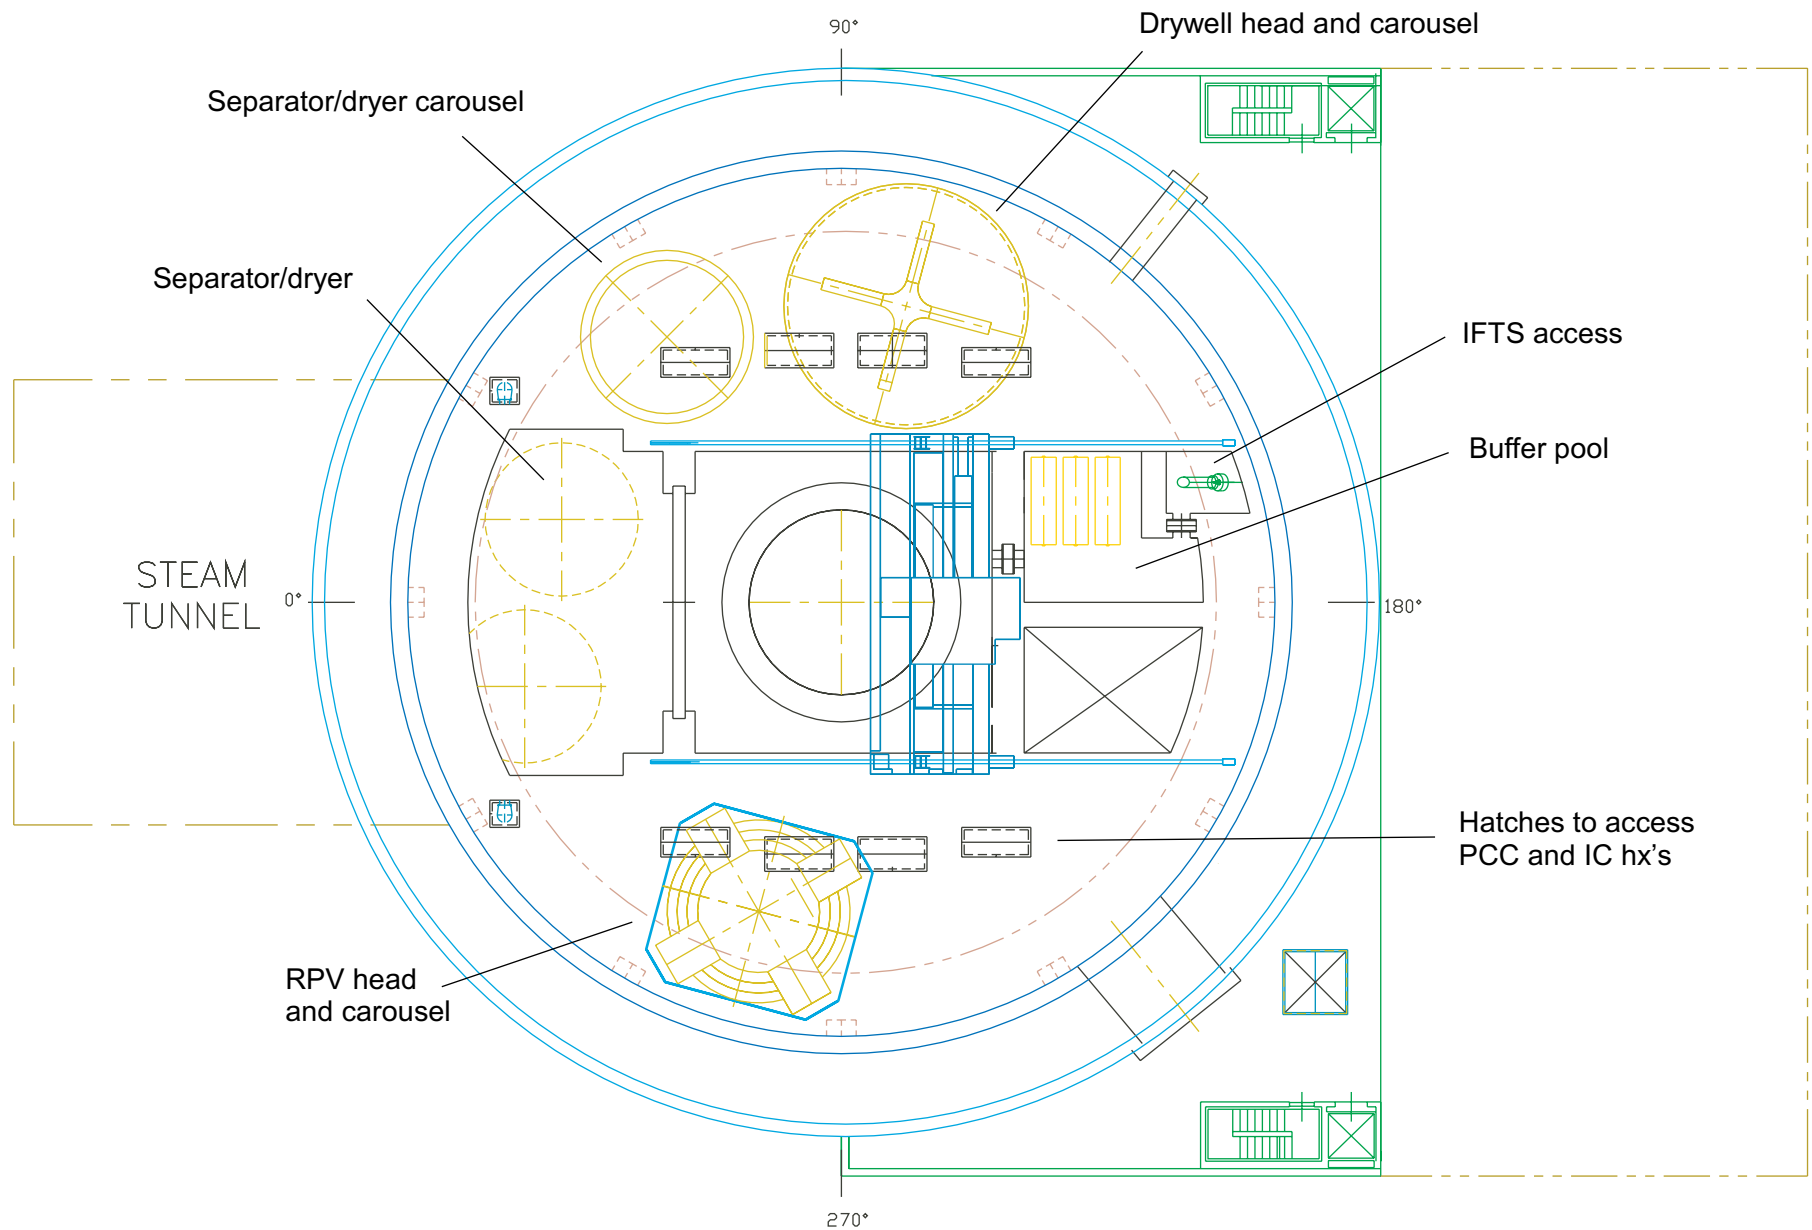 90°
Drywell head and carousel
Separator/dryer carousel
Separator/dryer
IFTS access
Buffer pool
STEAM
TUNNEL
0°
180°
Hatches to access
PCC and IC hx's
RPV head
and carousel
270°